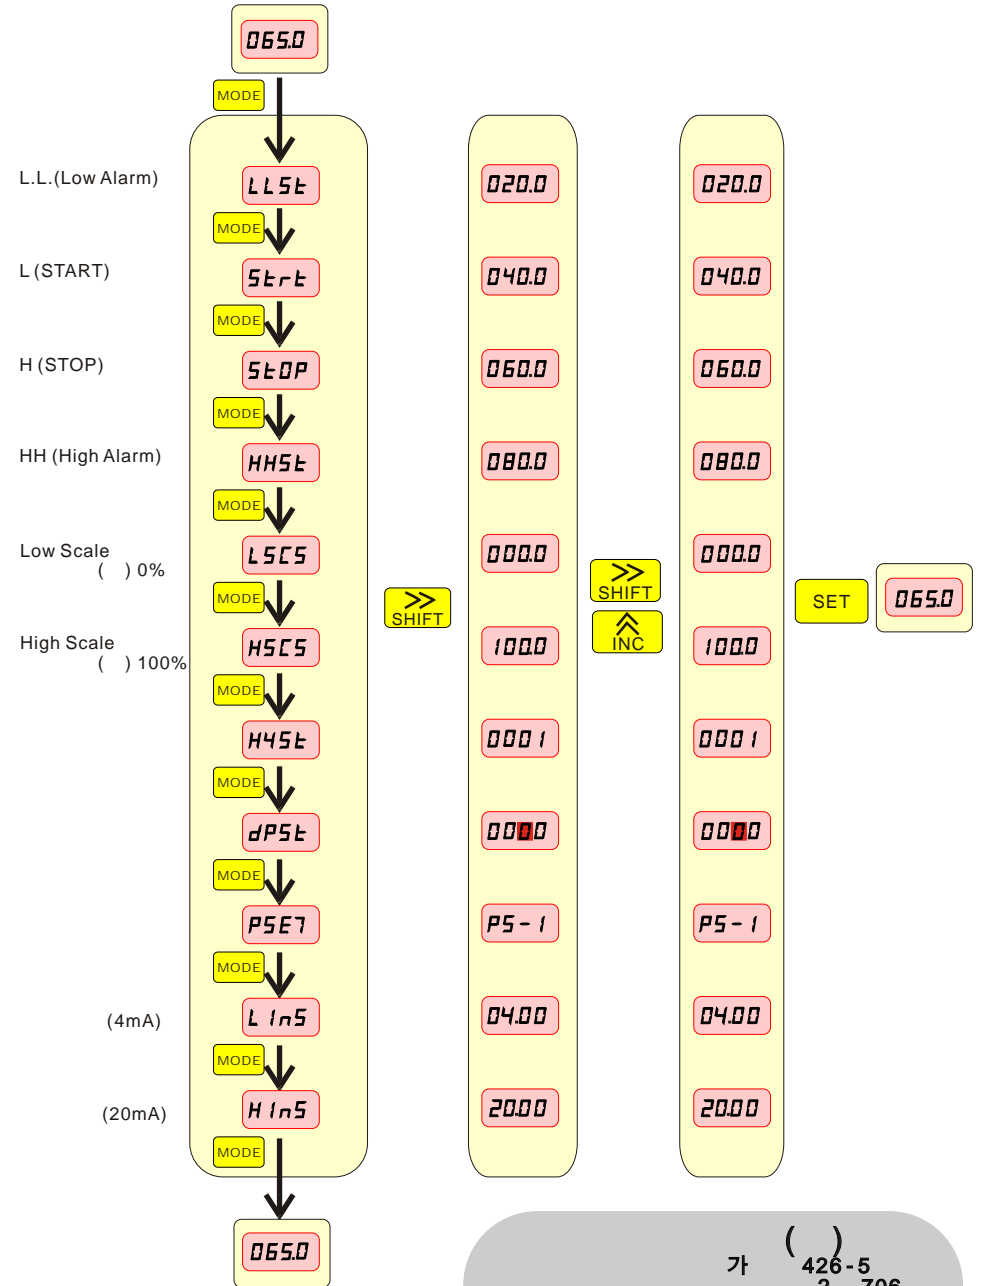 065.0
MODE
L.L.(Low Alarm) LLSt 020.0 020.0
MODE
L (START) Strt 040.0 040.0
MODE
H (STOP) StOP 060.0 060.0
MODE
HH (High Alarm) HHSt 080.0 080.0
MODE
Low Scale LSCS 000.0 000.0
( ) 0%
MODE
SHIFT
SHIFT
INC
SET 065.0
High Scale HSCS 100.0 100.0
( ) 100%
MODE
HYSt 0001 0001
MODE
dPSt 0000 0000
MODE
PSET PS-1 PS-1
MODE
(4mA) LInS 04.00 04.00
MODE
(20mA) HInS 20.00 20.00
MODE
065.0
( )
가 426-5
2 706